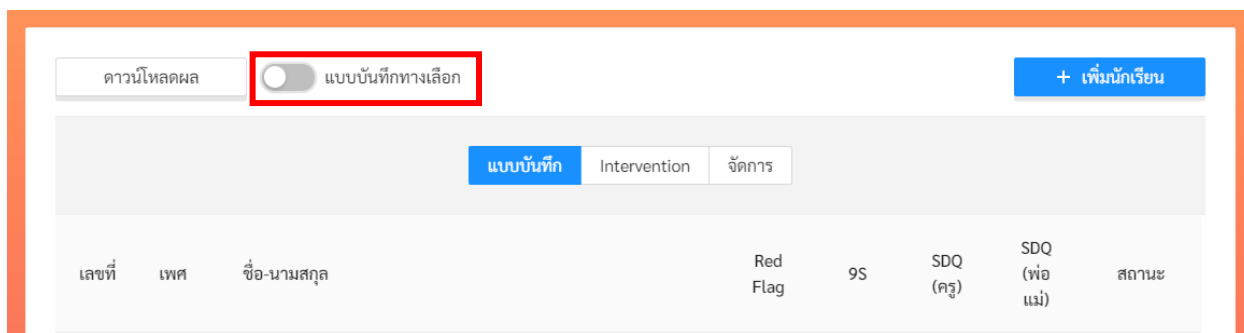 ดาวน์โหลดผล แบบบันทึกทางเลือก + เพิ่มนักเรียน
แบบบันทึก Intervention จัดการ
เลขที่ เพศ ชื่อ-นามสกุล Red Flag 9S SDQ (ครู) SDQ (พ่อ แม่) สถานะ